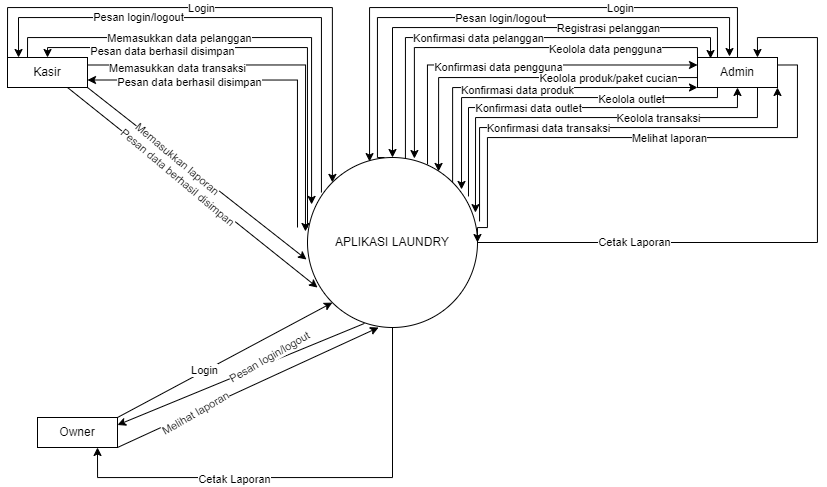 Login
Pesan login/logout
Memasukkan data pelanggan
Pesan data berhasil disimpan
Kasir
Memasukkan data transaksi
Pesan data berhasil disimpan
Memasukkan laporan
Pesan data berhasil disimpan
Login
Pesan login/logout
Registrasi pelanggan
Konfirmasi data pelanggan
Keolola data pengguna
Konfirmasi data pengguna
Admin
Keolola produk/paket cucian
Konfirmasi data produk
Keolola outlet
Konfirmasi data outlet
Keolola transaksi
Konfirmasi data transaksi
Melihat laporan
APLIKASI LAUNDRY
Cetak Laporan
Login
Pesan login/logout
Melihat laporan
Owner
Cetak Laporan